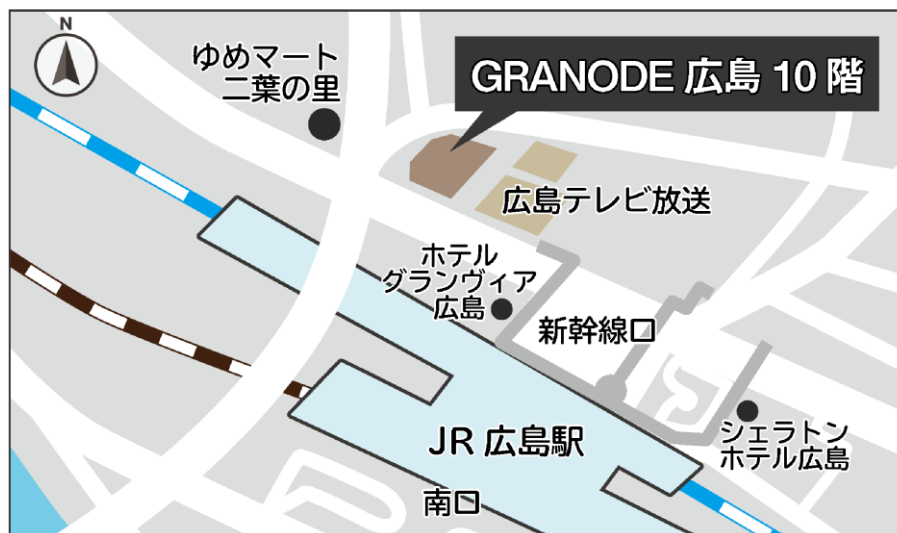 N
ゆめマート
二葉の里
GRANODE 広島 10 階
広島テレビ放送
ホテル
ダランヴィア
広島
新幹線口
シェラトン
ホテル広島
JR 広島駅
南口